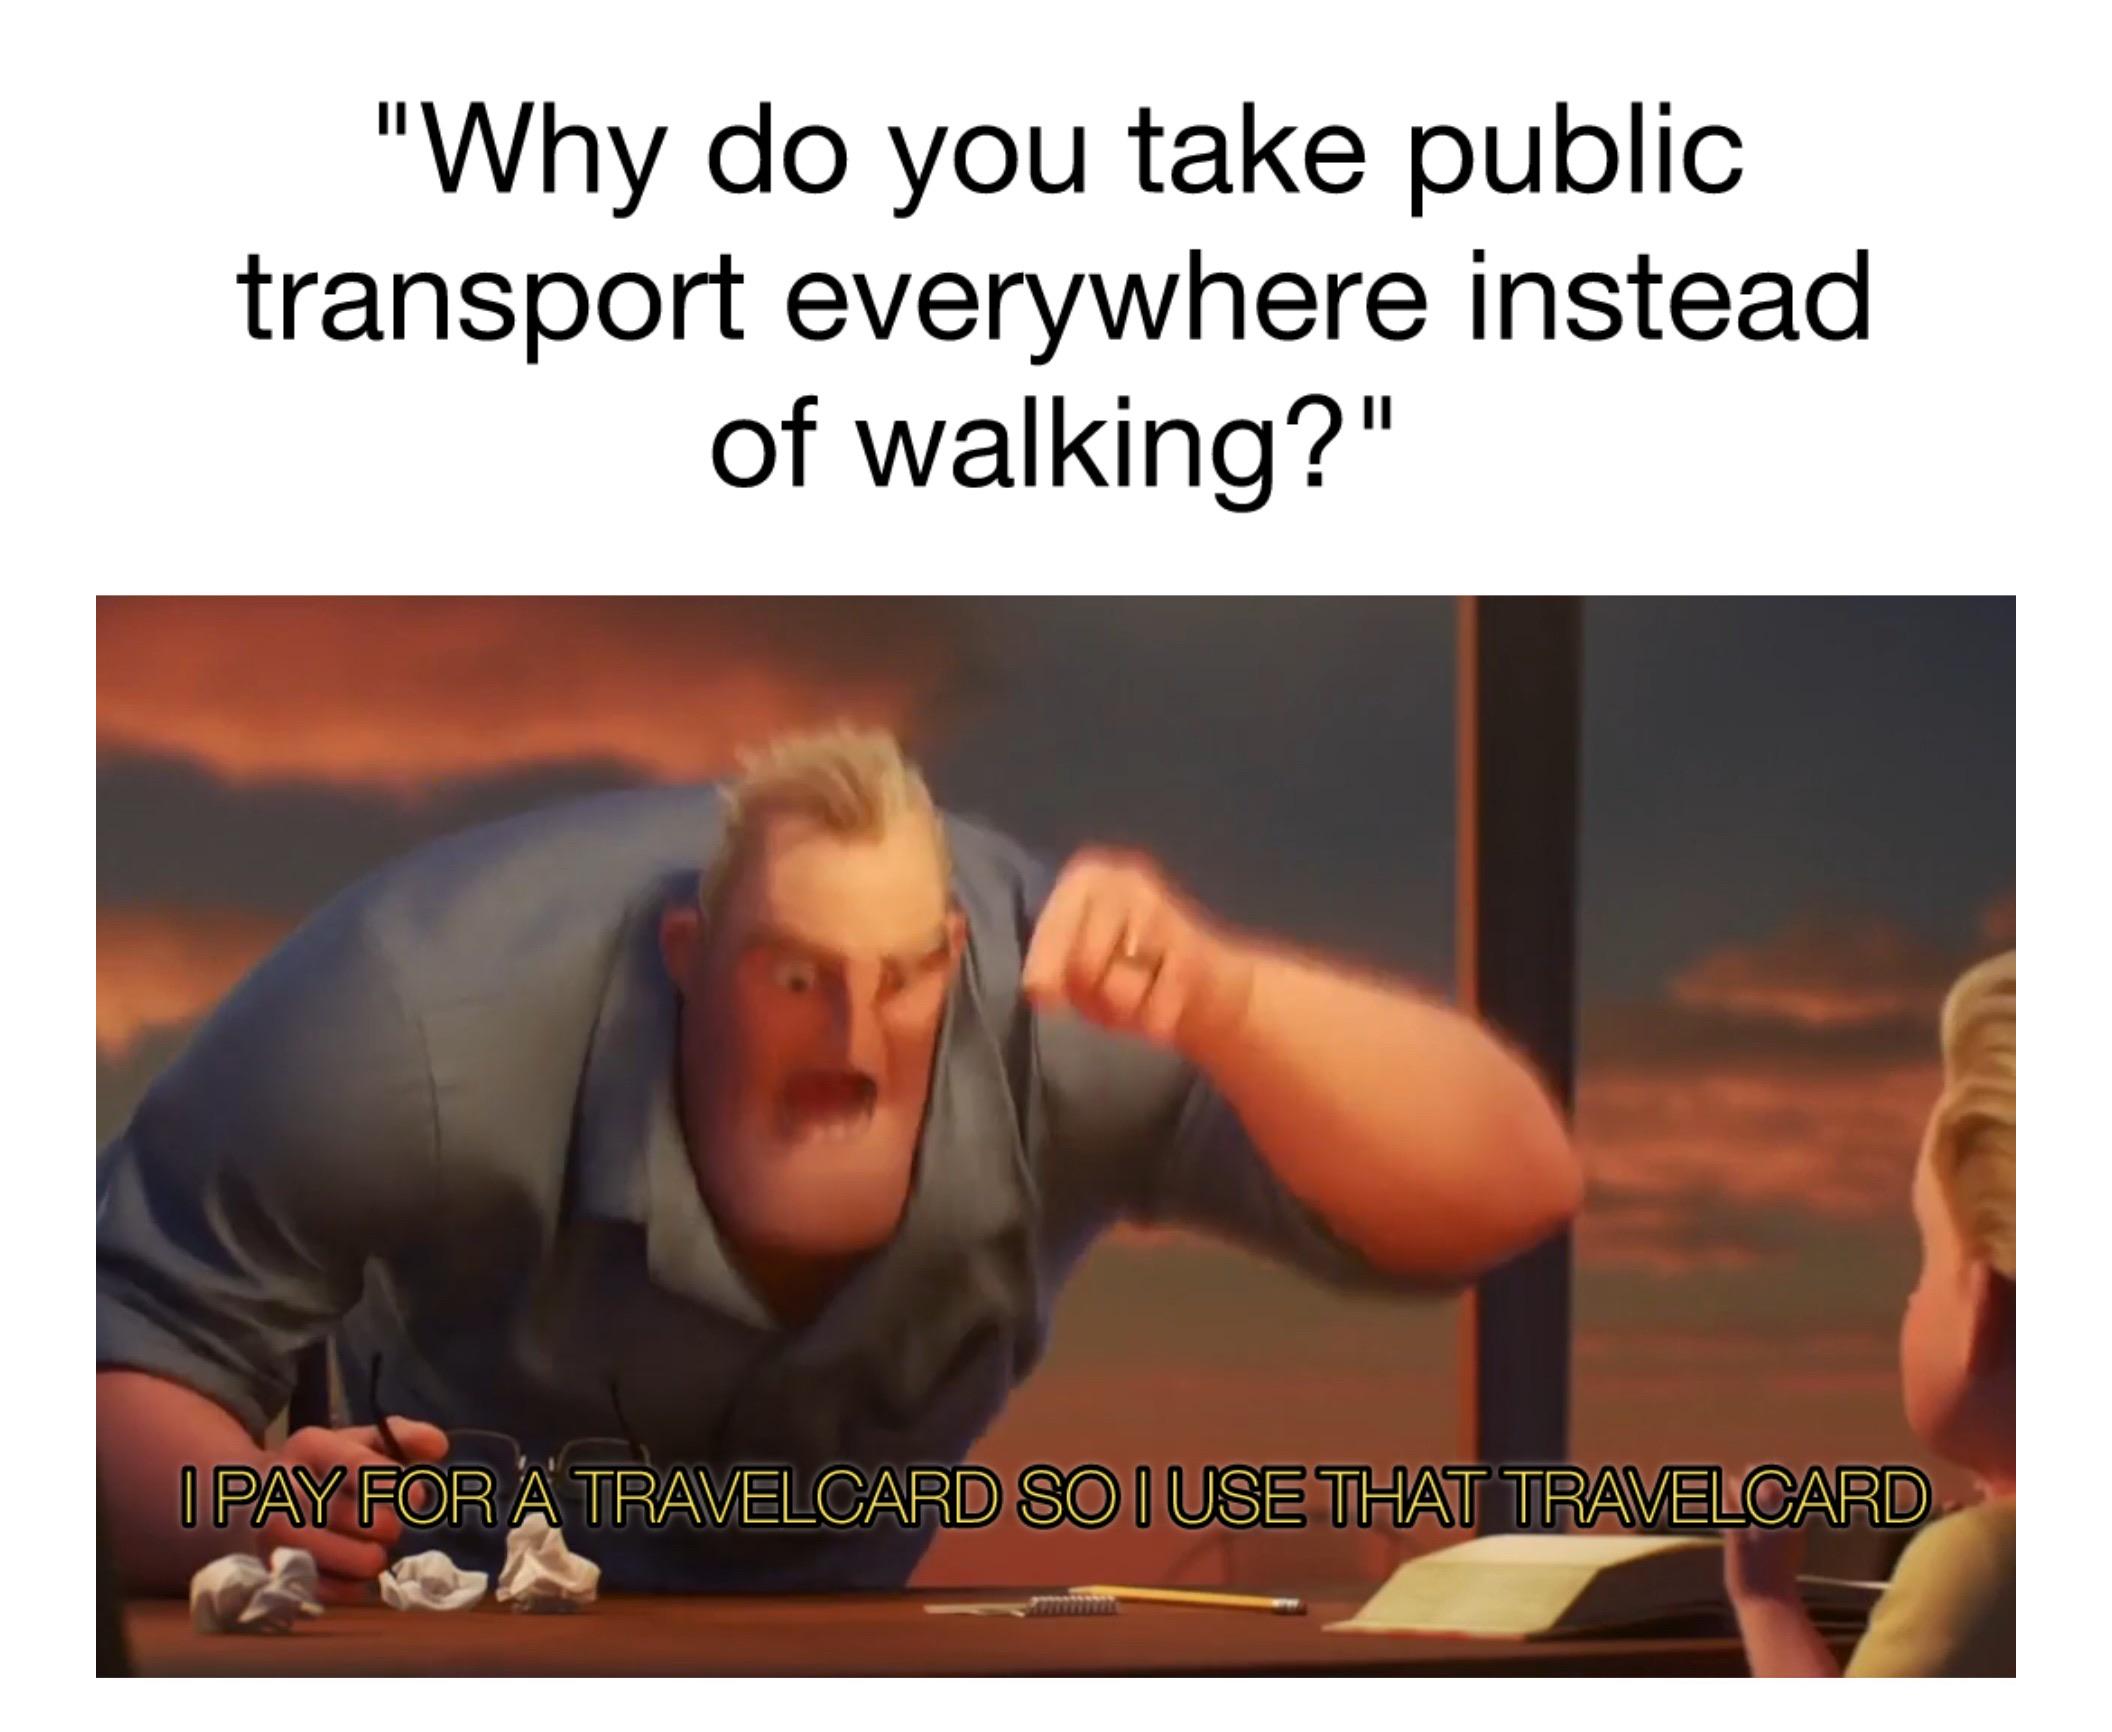 "Why do you take public
transport everywhere instead
of walking?"
I PAY FOR A TRAVELCARD SO I USE THAT TRAVELCARD